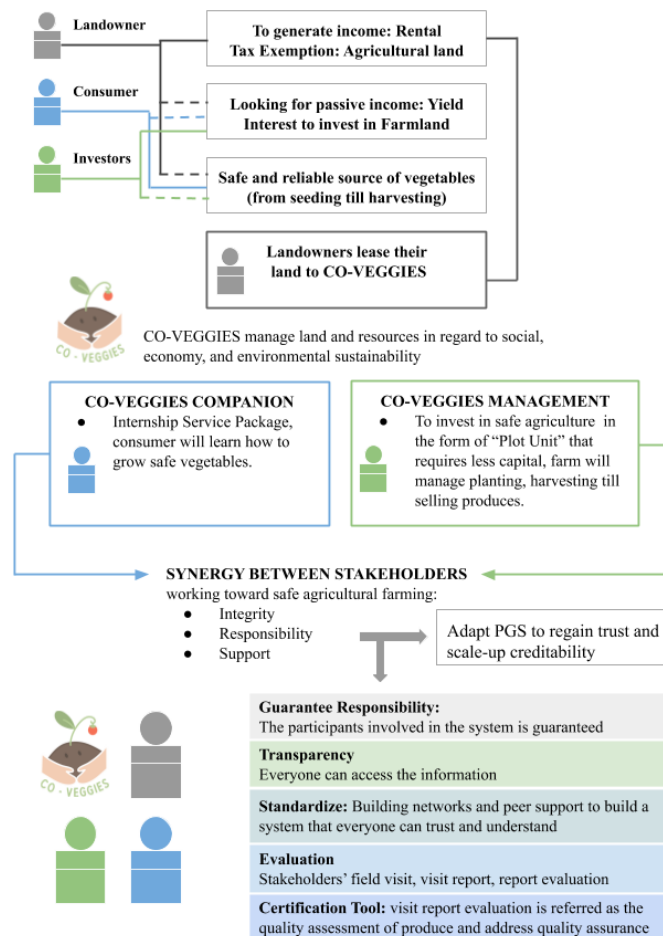 Landowner
To generate income: Rental
Tax Exemption: Agricultural land
Consumer
Looking for passive income: Yield
Interest to invest in Farmland
Investors
Safe and reliable source of vegetables
(from seeding till harvesting)
Landowners lease their
land to CO-VEGGIES
CO - VEGGIES
CO-VEGGIES manage land and resources in regard to social,
economy, and environmental sustainability
CO-VEGGIES COMPANION
● Internship Service Package,
consumer will learn how to
grow safe vegetables.
CO-VEGGIES MANAGEMENT
● To invest in safe agriculture in
the form of “Plot Unit” that
requires less capital, farm will
manage planting, harvesting till
selling produces.
SYNERGY BETWEEN STAKEHOLDERS
working toward safe agricultural farming:
● Integrity
● Responsibility
● Support
Adapt PGS to regain trust and
scale-up creditability
CO - VEGGIES
Guarantee Responsibility:
The participants involved in the system is guaranteed
Transparency
Everyone can access the information
Standardize: Building networks and peer support to build a
system that everyone can trust and understand
Evaluation
Stakeholders’ field visit, visit report, report evaluation
Certification Tool: visit report evaluation is referred as the
quality assessment of produce and address quality assurance